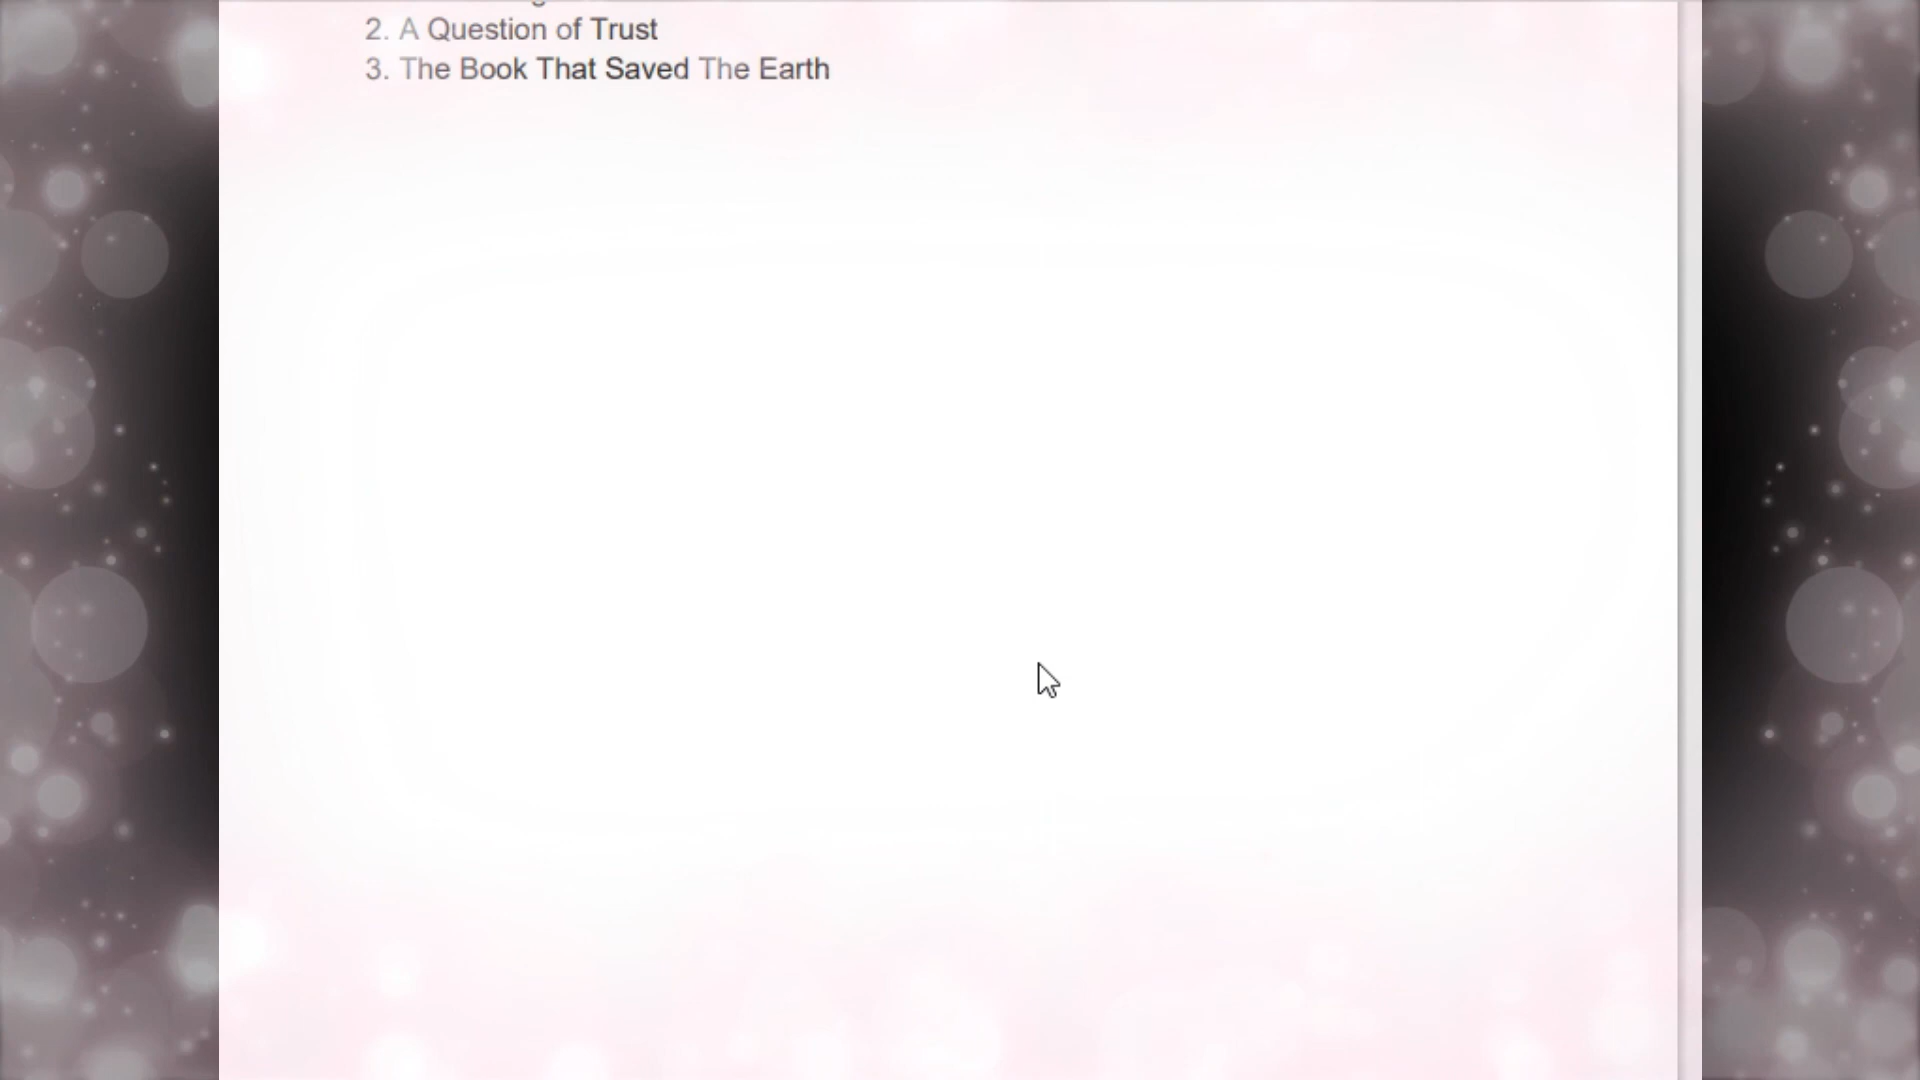 2. A Question of Trust
3. The Book That Saved The Earth